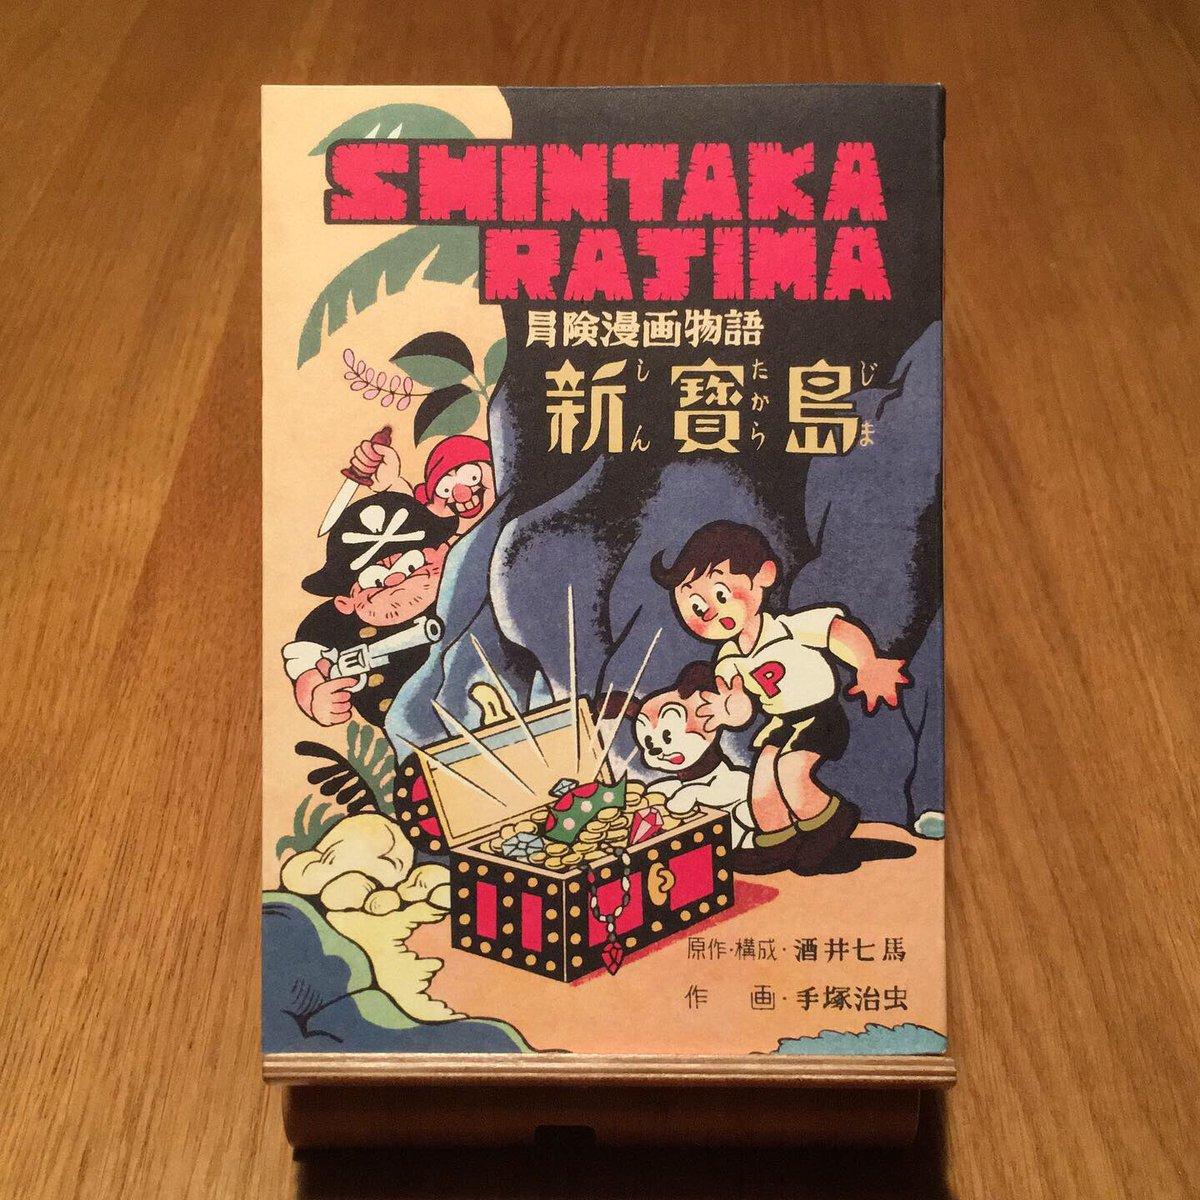 SHINTAKA
RAJIMA
冒険漫画物語
新寶島
しん たから じま
P
原作・構成・酒井七馬
作 画・手塚治虫